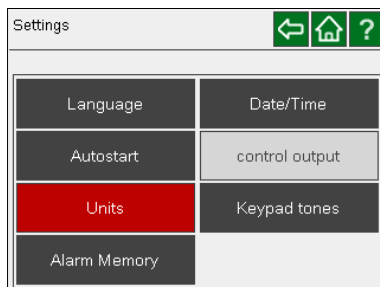 Settings
?
Language
Date/Time
Autostart
control output
Units
Keypad tones
Alarm Memory